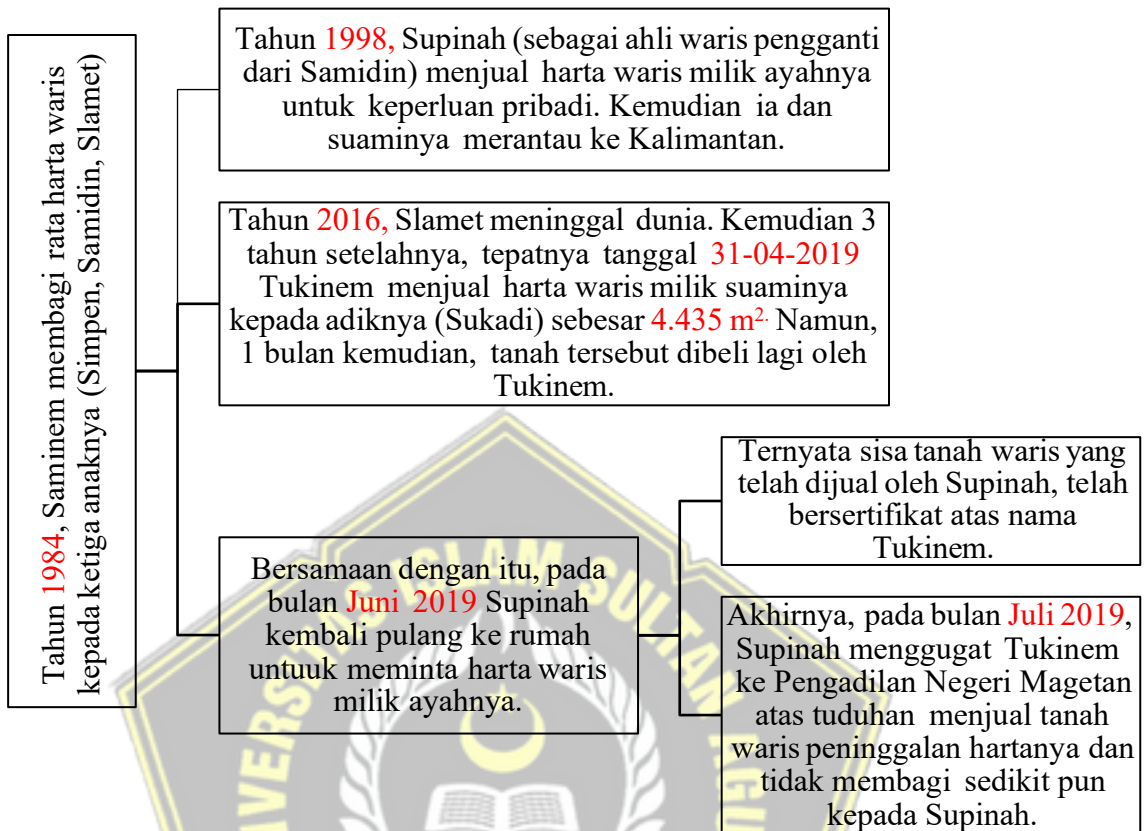 Tahun 1984, Saminem membagi rata harta waris
kepada ketiga anaknya (Simpen, Samidin, Slamet)
Tahun 1998, Supinah (sebagai ahli waris pengganti
dari Samidin) menjual harta waris milik ayahnya
untuk keperluan pribadi. Kemudian ia dan
suaminya merantau ke Kalimantan.
Tahun 2016, Slamet meninggal dunia. Kemudian 3
tahun setelahnya, tepatnya tanggal 31-04-2019
Tukinem menjual harta waris milik suaminya
kepada adiknya (Sukadi) sebesar 4.435 m².
Namun,
1 bulan kemudian, tanah tersebut dibeli lagi oleh
Tukinem.
Bersamaan dengan itu, pada
bulan Juni 2019 Supinah
kembali pulang ke rumah
untuuk meminta harta waris
milik ayahnya.
Ternyata sisa tanah waris yang
telah dijual oleh Supinah, telah
bersertifikat atas nama
Tukinem.
Akhirnya, pada bulan Juli 2019,
Supinah menggugat Tukinem
ke Pengadilan Negeri Magetan
atas tuduhan menjual tanah
waris peninggalan hartanya dan
tidak membagi sedikit pun
kepada Supinah.
ISLAM SULTAN AGU